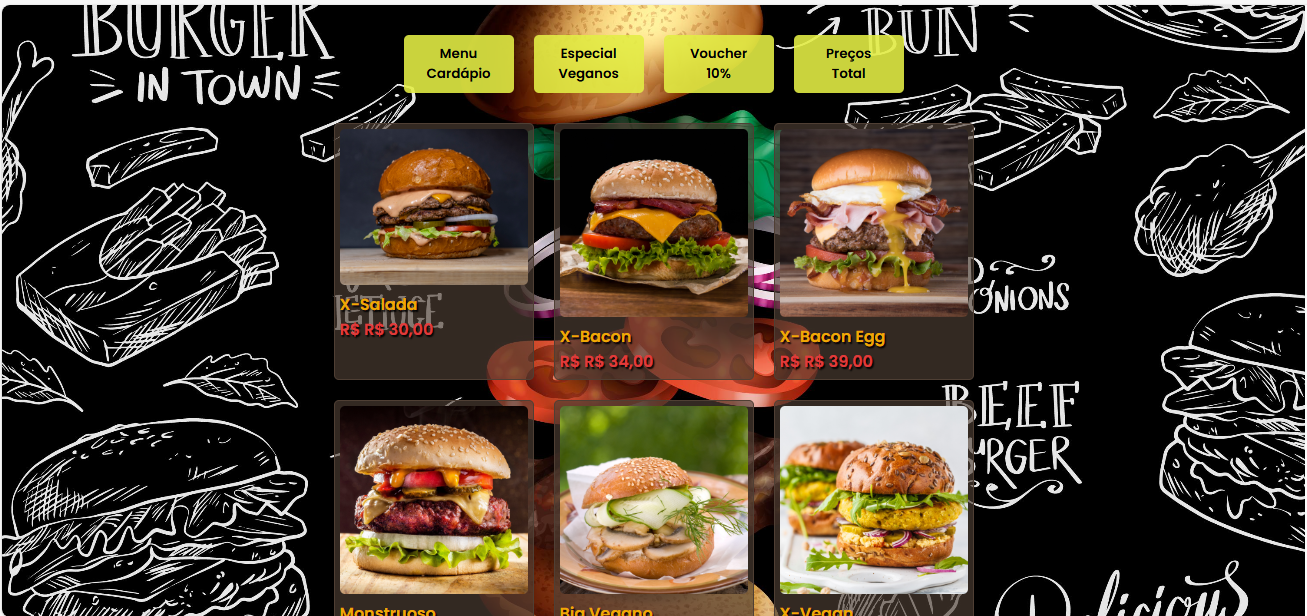 BURGER
IN TOWN
BUN
Menu
Cardápio
Especial
Veganos
Voucher
10%
Preços
Total
X-Salada
R$ R$ 30,00
LETTUCE
X-Bacon
R$ R$ 34,00
X-Bacon Egg
R$ R$ 39,00
ONIONS
BEEF
Monstruoso
Big Vegano
X-Vegan